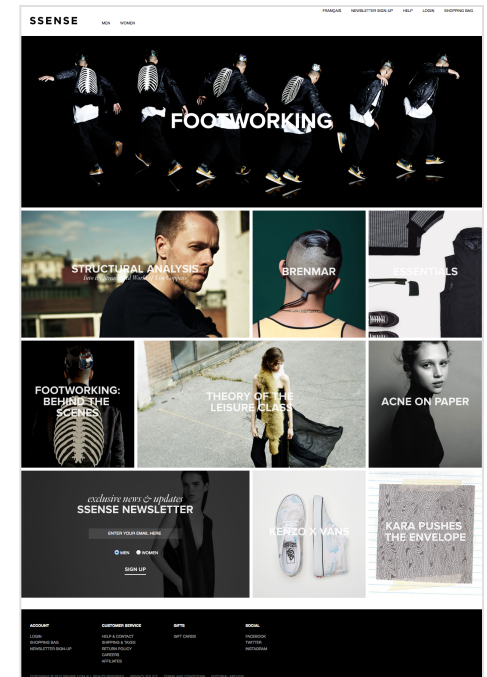 FRANÇAIS NEWSLETTER SIGN-UP HELP LOGIN SHOPPING BAG
SSENSE MEN WOMEN
FOOTWORKING
STRUCTURAL ANALYSIS
BRENMAR
ESSENTIALS
FOOTWORKING:
BEHIND THE
SCENES
THEORY OF THE
LEISURE CLASS
ACNE ON PAPER
exclusive news & updates
SSENSE NEWSLETTER
ENTER YOUR EMAIL HERE
MEN WOMEN
SIGN UP
KENZO X VANS
KARA PUSHES
THE ENVELOPE
ACCOUNT
LOGIN
SHOPPING BAG
NEWSLETTER SIGN-UP
CUSTOMER SERVICE
HELP & CONTACT
SHIPPING & TAXES
RETURN POLICY
CAREERS
AFFILIATES
GIFTS
GIFT CARDS
SOCIAL
FACEBOOK
TWITTER
INSTAGRAM